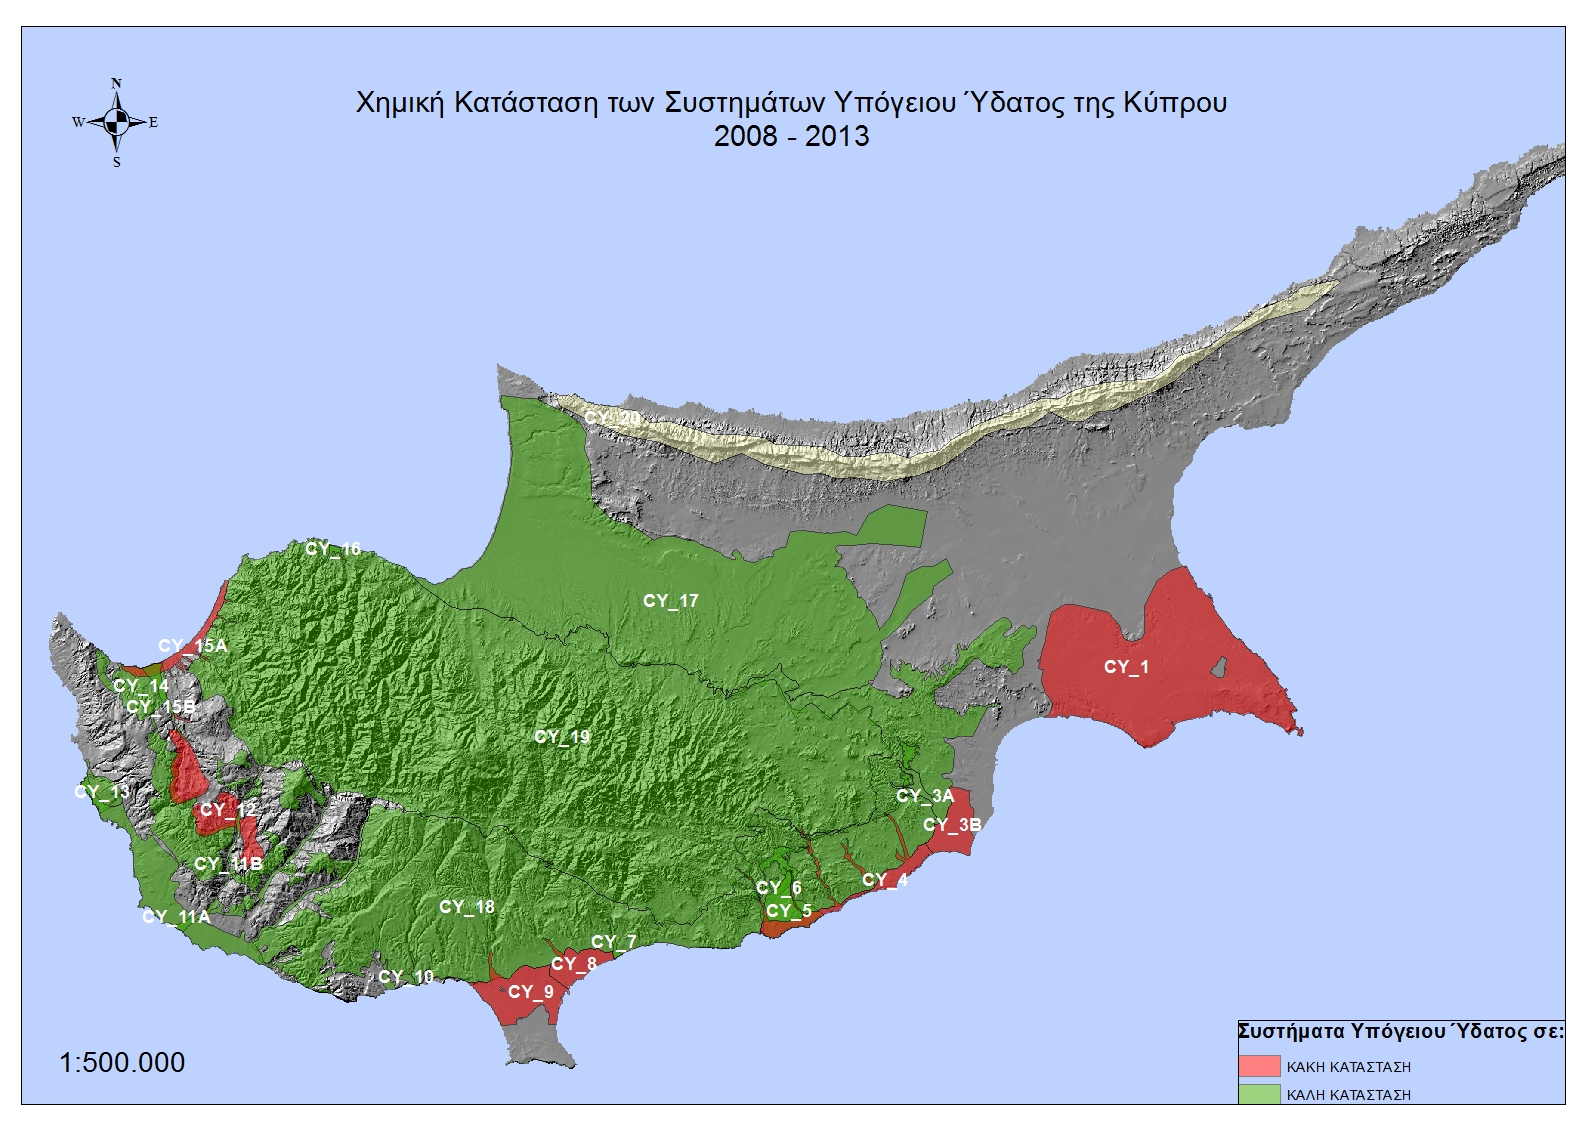 Χημική Κατάσταση των Συστημάτων Υπόγειου Ύδατος της Κύπρου
2008 - 2013
N
W E
S
CY_20
CY_16
CY_17
CY_15A
CY_1
CY_14
CY_15B
CY_19
CY_13
CY_3A
CY_12
CY_3B
CY_11B
CY_4
CY_6
CY_18
CY_5
CY_11A
CY_7
CY_8
CY_10
CY_9
Συστήματα Υπόγειου Ύδατος σε:
1:500.000
ΚΑΚΗ ΚΑΤΑΣΤΑΣΗ
ΚΑΛΗ ΚΑΤΑΣΤΑΣΗ